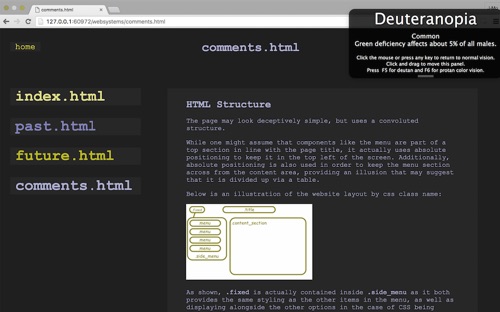 comments.html
127.0.0.1:60972/websystems/comments.html
Deuteranopia
Common
Green deficiency affects about 5% of all males.
Click the mouse or press any key to return to normal vision.
Click and drag to move this panel.
Press F5 for deutan and F6 for protan color vision.
home
comments.html
index.html
past.html
future.html
comments.html
HTML Structure
The page may look deceptively simple, but uses a convoluted
structure.
While one might assume that components like the menu are part of a
top section in line with the page title, it actually uses absolute
positioning to keep it in the top left of the screen. Additionally,
absolute positioning is also used in order to keep the menu section
across from the content area, providing an illusion that may suggest
that it is divided up via a table.
Below is an illustration of the website layout by css class name:
.fixed
title
menu
menu
menu
menu
.side_menu
content_section
As shown, .fixed is actually contained inside .side_menu as it both
provides the same styling as the other items in the menu, as well as
displaying alongside the other options in the case of CSS being